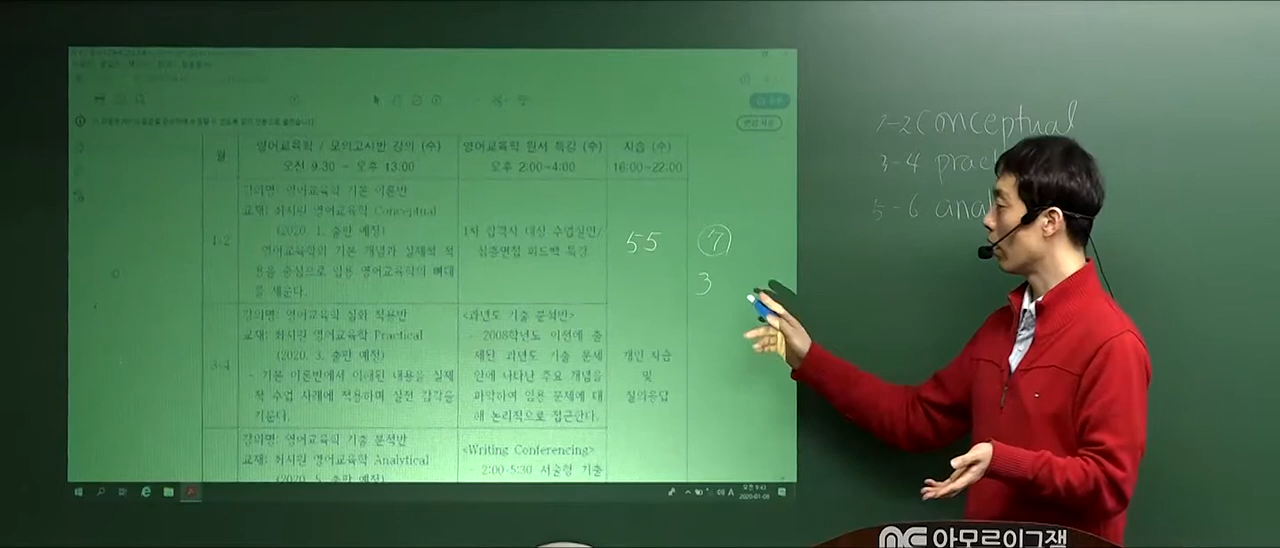 월
영어교육학 / 모의고사반 강의 (수)
오전 9:30 - 오후 13:00
영어교육학 원서 특강 (수)
오후 2:00~4:00
자습 (수)
16:00~22:00
1-2
강의명: 영어교육학 기본 이론반
교재: 최시원 영어교육학 Conceptual
(2020. 1. 출판 예정)
영어교육학의 기본 개념과 실제적 적
용을 중심으로 임용 영어교육학의 뼈대
를 세운다.
1차 합격자 대상 수업실연/
심층면접 피드백 특강
3-4
강의명: 영어교육학 심화 적용반
교재: 최시원 영어교육학 Practical
(2020. 3. 출판 예정)
- 기본 이론반에서 이해된 내용을 실제
적 수업 사례에 적용하며 실전 감각을
기른다.
<과년도 기출 분석반>
- 2008학년도 이전에 출
제된 과년도 기출 문제
안에 나타난 주요 개념을
파악하여 임용 문제에 대
해 논리적으로 접근한다.
개인 자습
및
질의응답
강의명: 영어교육학 기출 분석반
교재: 최시원 영어교육학 Analytical
(2020. 5. 출판 예정)
<Writing Conferencing>
- 2:00-5:30 서술형 기출
55
7
3
1-2 Conceptual
3-4 pract
5-6 anal
오전 9:43
2020-01-08
아모르이그잼